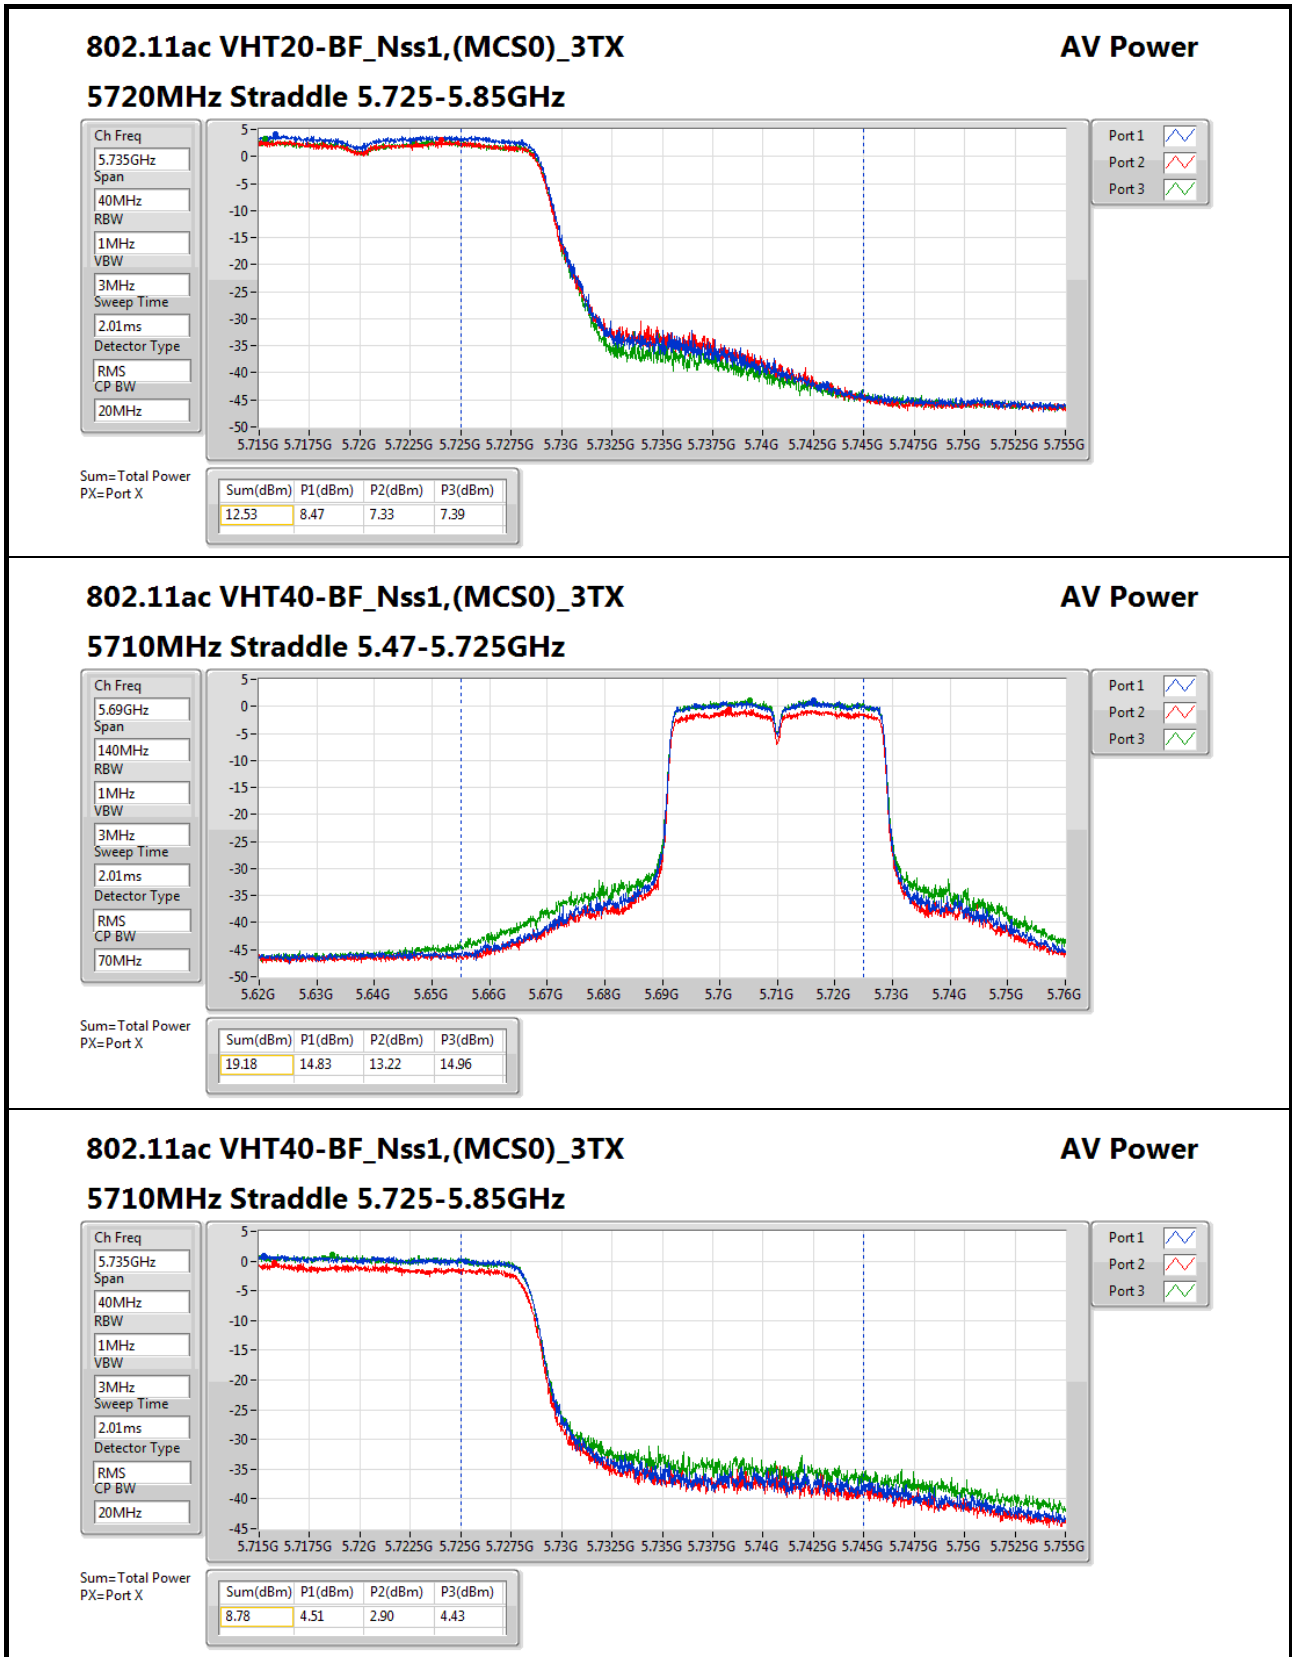 802.11ac VHT20-BF_Nss1,(MCS0)_3TX AV Power
5720MHz Straddle 5.725-5.85GHz
Ch Freq
5.735GHz
Span
40MHz
RBW
1MHz
VBW
3MHz
Sweep Time
2.01ms
Detector Type
RMS
CP BW
20MHz
5
0
-5
-10
-15
-20
-25
-30
-35
-40
-45
-50
5.715G 5.7175G 5.72G 5.7225G 5.725G 5.7275G 5.73G 5.7325G 5.735G 5.7375G 5.74G 5.7425G 5.745G 5.7475G 5.75G 5.7525G 5.755G
Port 1
Port 2
Port 3
Sum=Total Power
PX=Port X
Sum(dBm) P1(dBm) P2(dBm) P3(dBm)
12.53 8.47 7.33 7.39
802.11ac VHT40-BF_Nss1,(MCS0)_3TX AV Power
5710MHz Straddle 5.47-5.725GHz
Ch Freq
5.69GHz
Span
140MHz
RBW
1MHz
VBW
3MHz
Sweep Time
2.01ms
Detector Type
RMS
CP BW
70MHz
5
0
-5
-10
-15
-20
-25
-30
-35
-40
-45
-50
5.62G 5.63G 5.64G 5.65G 5.66G 5.67G 5.68G 5.69G 5.7G 5.71G 5.72G 5.73G 5.74G 5.75G 5.76G
Port 1
Port 2
Port 3
Sum=Total Power
PX=Port X
Sum(dBm) P1(dBm) P2(dBm) P3(dBm)
19.18 14.83 13.22 14.96
802.11ac VHT40-BF_Nss1,(MCS0)_3TX AV Power
5710MHz Straddle 5.725-5.85GHz
Ch Freq
5.735GHz
Span
40MHz
RBW
1MHz
VBW
3MHz
Sweep Time
2.01ms
Detector Type
RMS
CP BW
20MHz
5
0
-5
-10
-15
-20
-25
-30
-35
-40
-45
5.715G 5.7175G 5.72G 5.7225G 5.725G 5.7275G 5.73G 5.7325G 5.735G 5.7375G 5.74G 5.7425G 5.745G 5.7475G 5.75G 5.7525G 5.755G
Port 1
Port 2
Port 3
Sum=Total Power
PX=Port X
Sum(dBm) P1(dBm) P2(dBm) P3(dBm)
8.78 4.51 2.90 4.43